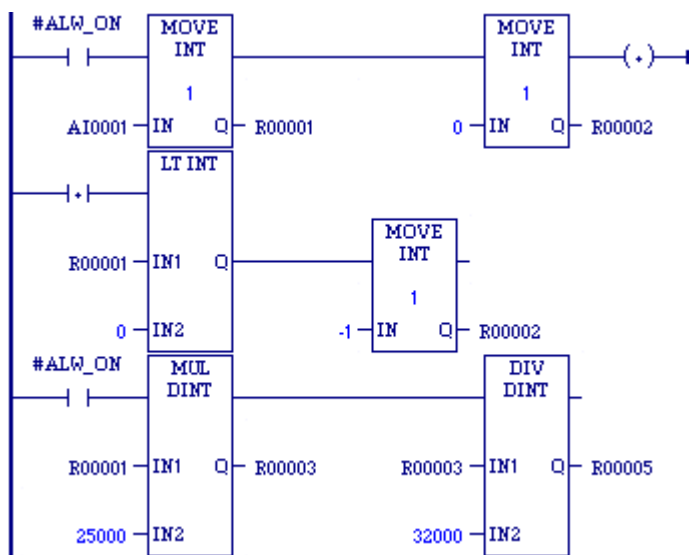 #ALW_ON
MOVE INT
MOVE INT
1
1
AI0001 IN Q R00001
0 IN Q R00002
LT INT
R00001 IN1 Q
MOVE INT
1
0 IN2
-1 IN Q R00002
#ALW_ON
MUL DINT
DIV DINT
R00001 IN1 Q R00003
R00003 IN1 Q R00005
25000 IN2
32000 IN2